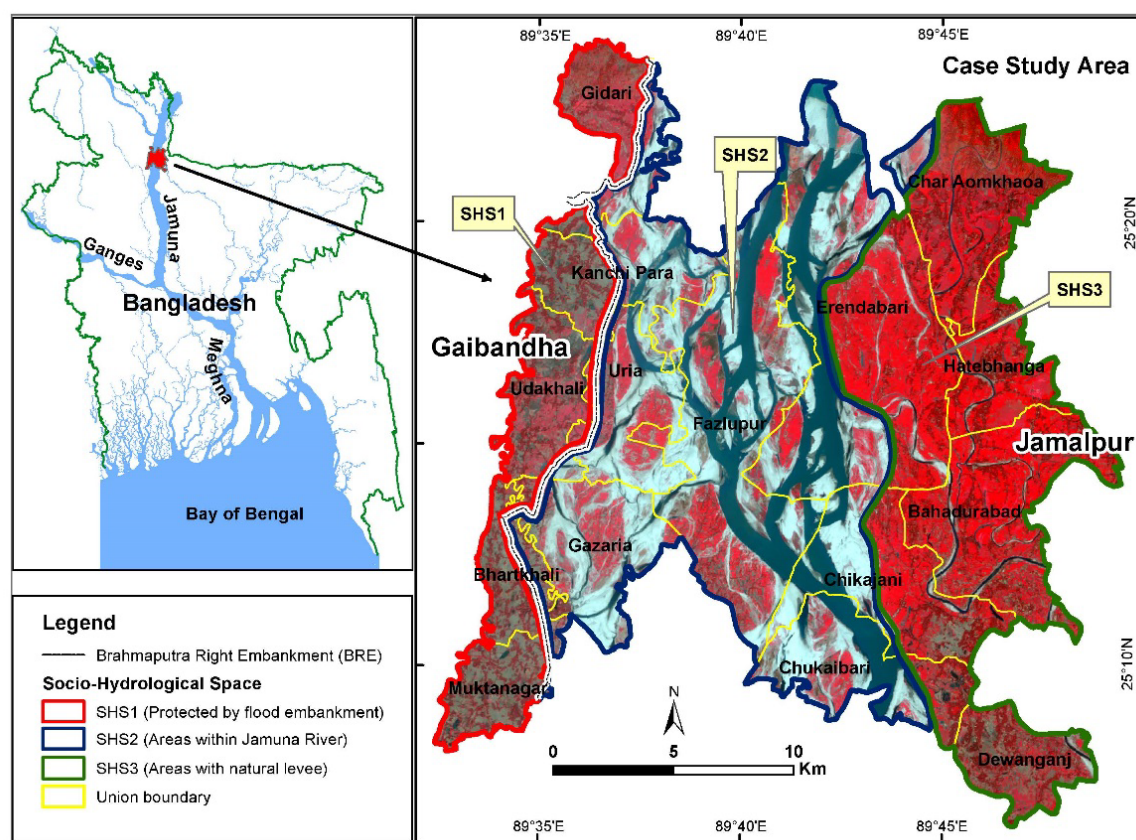 Jamuna
Ganges
Bangladesh
Meghna
Bay of Bengal
Legend
Brahmaputra Right Embankment (BRE)
Socio-Hydrological Space
SHS1 (Protected by flood embankment)
SHS2 (Areas within Jamuna River)
SHS3 (Areas with natural levee)
Union boundary
89°35'E
89°40'E
89°45'E
Case Study Area
Gidari
SHS2
Char Aomkhaoa
SHS1
25°20'N
Kanchi Para
SHS3
Erendabari
Gaibandha
Uria
Hatebhanga
Udakhali
Fazlupur
Jamalpur
Bahadurabad
Gazaria
Bhartkhali
Chikajani
Chukaibari
25°10'N
Muktanagar
N
Dewanganj
0 5 10
Km
89°35'E
89°40'E
89°45'E